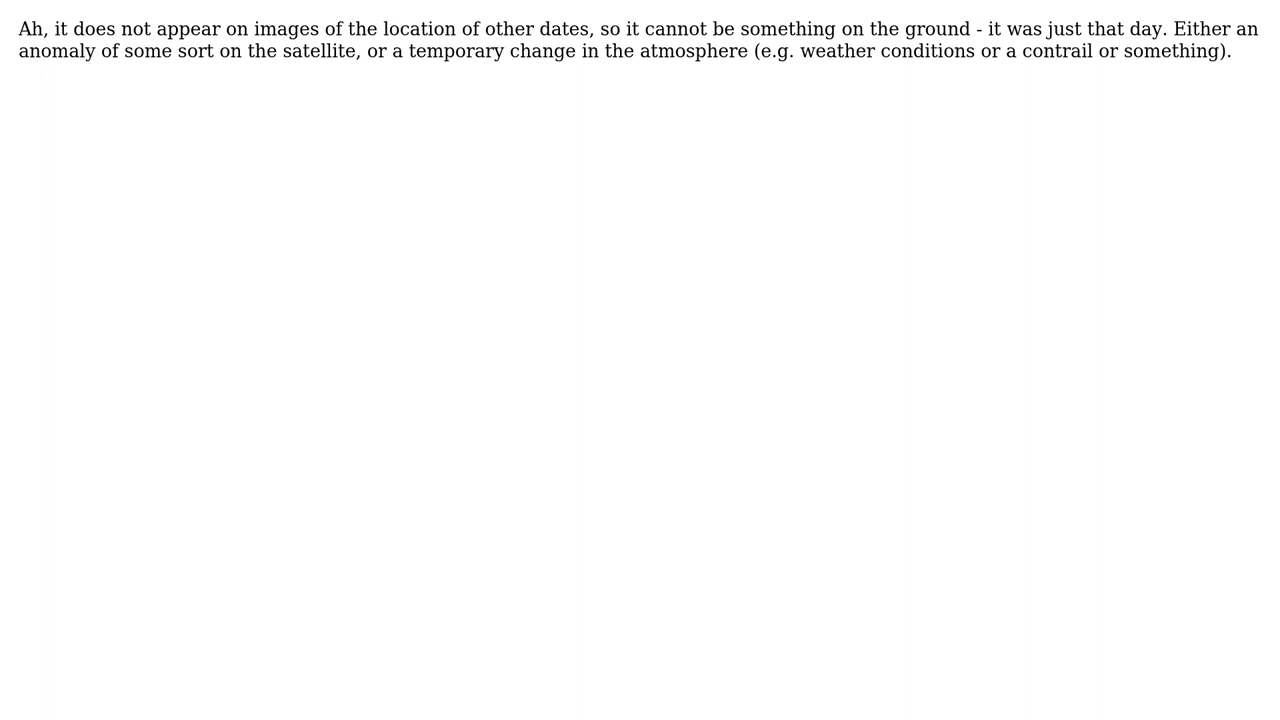 Ah, it does not appear on images of the location of other dates, so it cannot be something on the ground - it was just that day. Either an
anomaly of some sort on the satellite, or a temporary change in the atmosphere (e.g. weather conditions or a contrail or something).